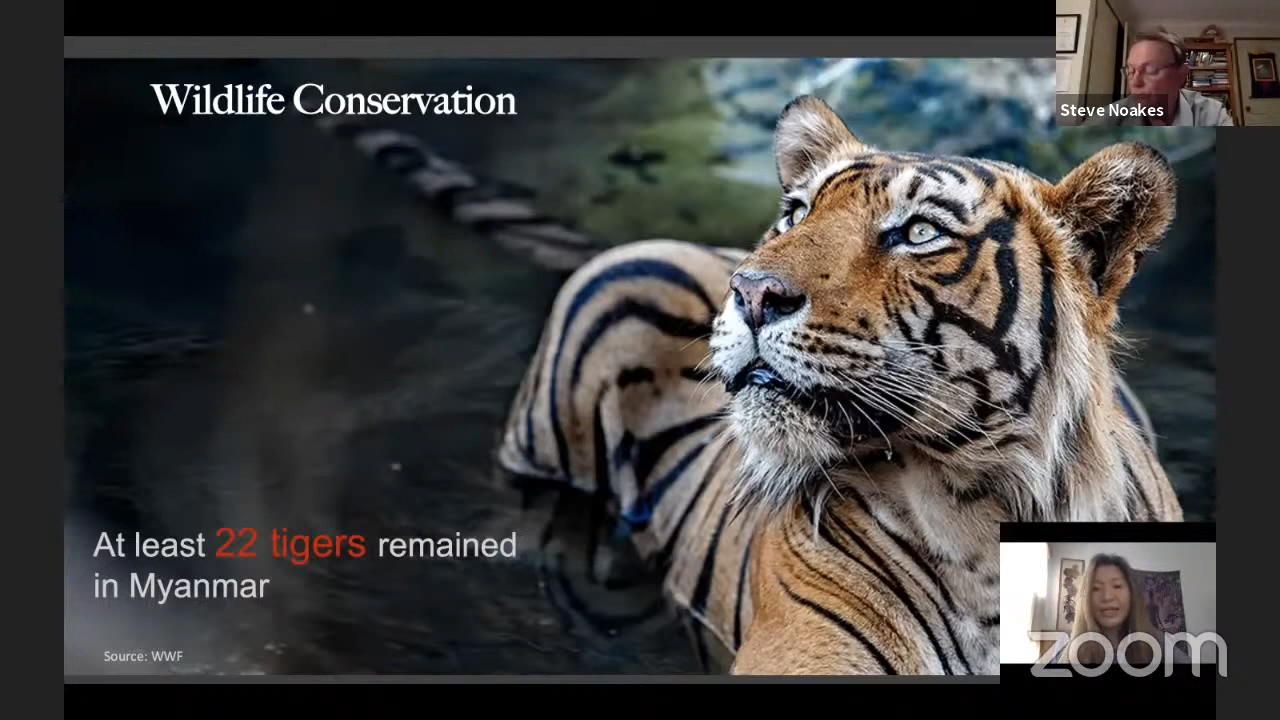 Wildlife Conservation
Steve Noakes
At least 22 tigers remained
in Myanmar
Source: WWF
zoom